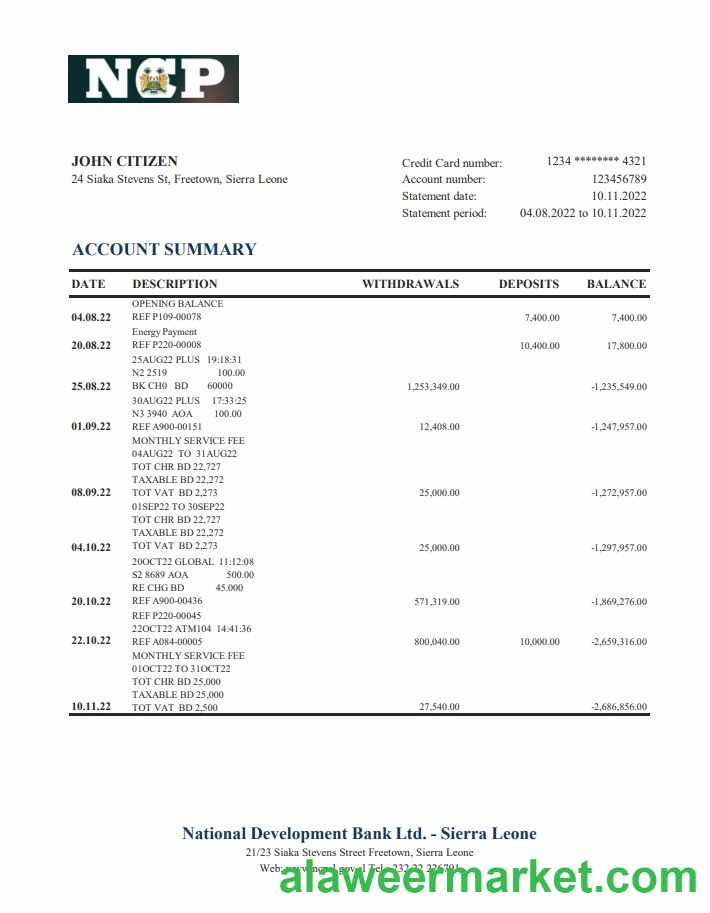 NCP
JOHN CITIZEN
24 Siaka Stevens St, Freetown, Sierra Leone
Credit Card number: 1234 ******** 4321
Account number: 123456789
Statement date: 10.11.2022
Statement period: 04.08.2022 to 10.11.2022
ACCOUNT SUMMARY
DATE DESCRIPTION WITHDRAWALS DEPOSITS BALANCE
OPENING BALANCE
04.08.22 REF P109-00078 7,400.00 7,400.00
Energy Payment
20.08.22 REF P220-00008 10,400.00 17,800.00
25AUG22 PLUS 19:18:31
N2 2519 100.00
25.08.22 BK CH0 BD 60000 1,253,349.00 -1,235,549.00
30AUG22 PLUS 17:33:25
N3 3940 AOA 100.00
01.09.22 REF A900-00151 12,408.00 -1,247,957.00
MONTHLY SERVICE FEE
04AUG22 TO 31AUG22
TOT CHR BD 22,727
TAXABLE BD 22,272
08.09.22 TOT VAT BD 2,273 25,000.00 -1,272,957.00
01SEP22 TO 30SEP22
TOT CHR BD 22,727
TAXABLE BD 22,272
04.10.22 TOT VAT BD 2,273 25,000.00 -1,297,957.00
20OCT22 GLOBAL 11:12:08
S2 8689 AOA 500.00
RE CHG BD 45.000
20.10.22 REF A900-00436 571,319.00 -1,869,276.00
REF P220-00045
22OCT22 ATM104 14:41:36
22.10.22 REF A084-00005 800,040.00 10,000.00 -2,659,316.00
MONTHLY SERVICE FEE
01OCT22 TO 31OCT22
TOT CHR BD 25,000
TAXABLE BD 25,000
10.11.22 TOT VAT BD 2,500 27,540.00 -2,686,856.00
National Development Bank Ltd. - Sierra Leone
21/23 Siaka Stevens Street Freetown, Sierra Leone
Web:
alaweermarket.com